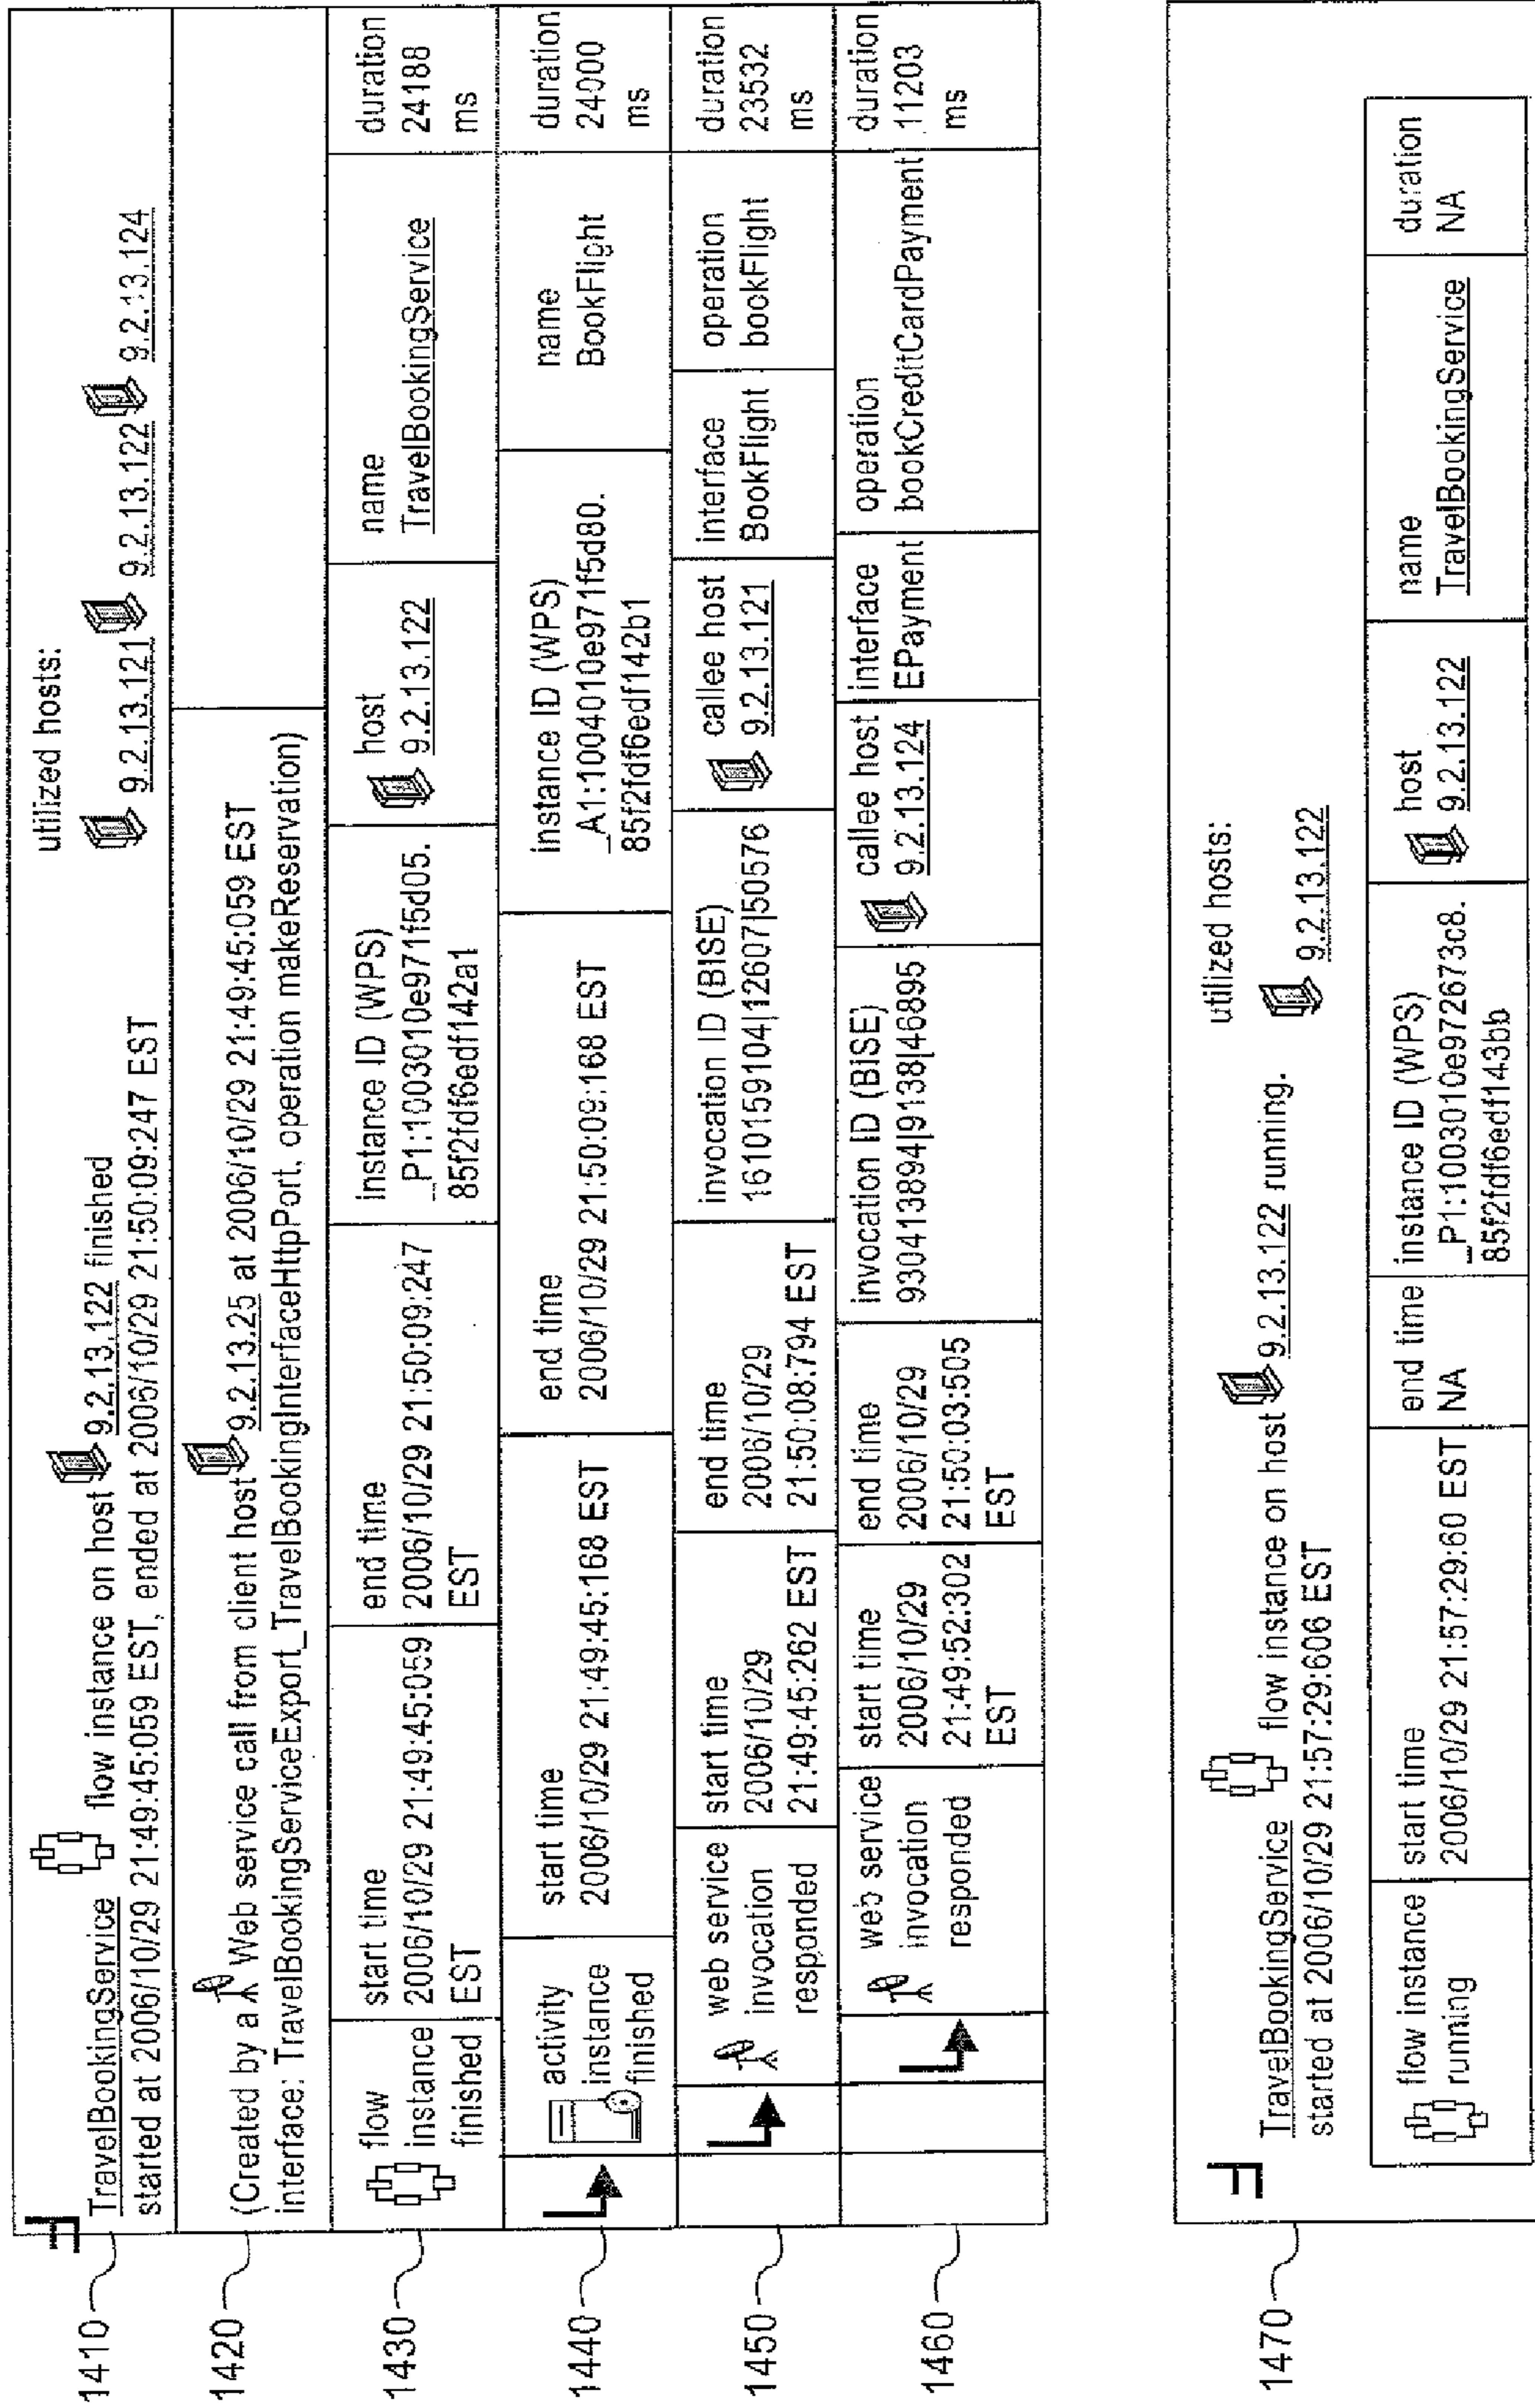 1410
TravelBookingService flow instance on host 9.2.13.122 finished
started at 2006/10/29 21:49:45:059 EST, ended at 2006/10/29 21:50:09:247 EST
utilized hosts:
9.2.13.121 9.2.13.122 9.2.13.124
1420
(Created by a Web service call from client host 9.2.13.25 at 2006/10/29 21:49:45:059 EST
interface: TravelBookingServiceExport_TravelBookingInterfaceHttpPort, operation makeReservation)
1430
flow
instance
finished
start time
2006/10/29 21:49:45:059
EST
end time
2006/10/29 21:50:09:247
EST
instance ID (WPS)
_P1:1003010e971f5d05.
85f2fdf6edf142a1
host
9.2.13.122
name
TravelBookingService
duration
24188
ms
1440
activity
instance
finished
start time
2006/10/29 21:49:45:168 EST
end time
2006/10/29 21:50:09:168 EST
instance ID (WPS)
_A1:1004010e971f5d80.
85f2fdf6edf142b1
name
BookFlight
duration
24000
ms
1450
web service
invocation
responded
start time
2006/10/29
21:49:45:262 EST
end time
2006/10/29
21:50:08:794 EST
invocation ID (BISE)
1610159104|12607|50576
callee host
9.2.13.121
interface
BookFlight
operation
bookFlight
duration
23532
ms
1460
web service
invocation
responded
start time
2006/10/29
21:49:52:302
EST
end time
2006/10/29
21:50:03:505
EST
invocation ID (BISE)
930413894|9138|46895
callee host
9.2.13.124
interface
EPayment
operation
bookCreditCardPayment
duration
11203
ms
1470
TravelBookingService flow instance on host 9.2.13.122 running.
started at 2006/10/29 21:57:29:606 EST
utilized hosts:
9.2.13.122
flow instance
running
start time
2006/10/29 21:57:29:60 EST
end time
NA
instance ID (WPS)
_P1:1003010e972673c8.
85f2fdf6edf143bb
host
9.2.13.122
name
TravelBookingService
duration
NA